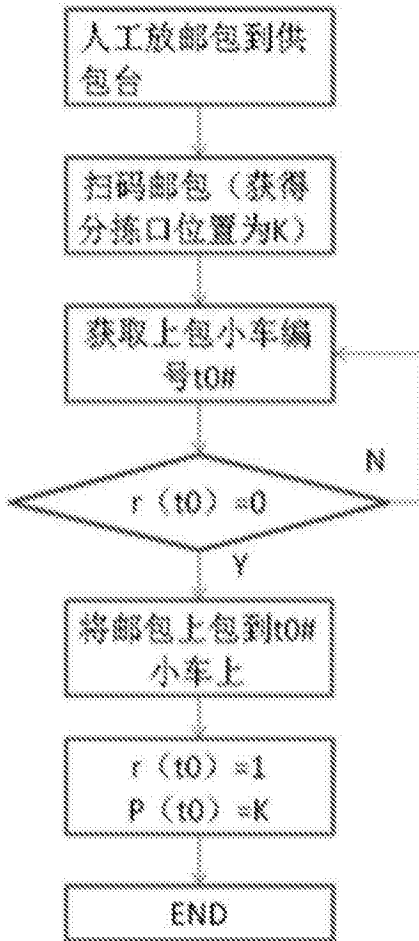 人工放邮包到供
包台
扫码邮包（获得
分拣口位置为K）
获取上包小车编
号t0#
N
r（t0）=0
Y
将邮包上包到t0#
小车上
r（t0）=1
P（t0）=K
END